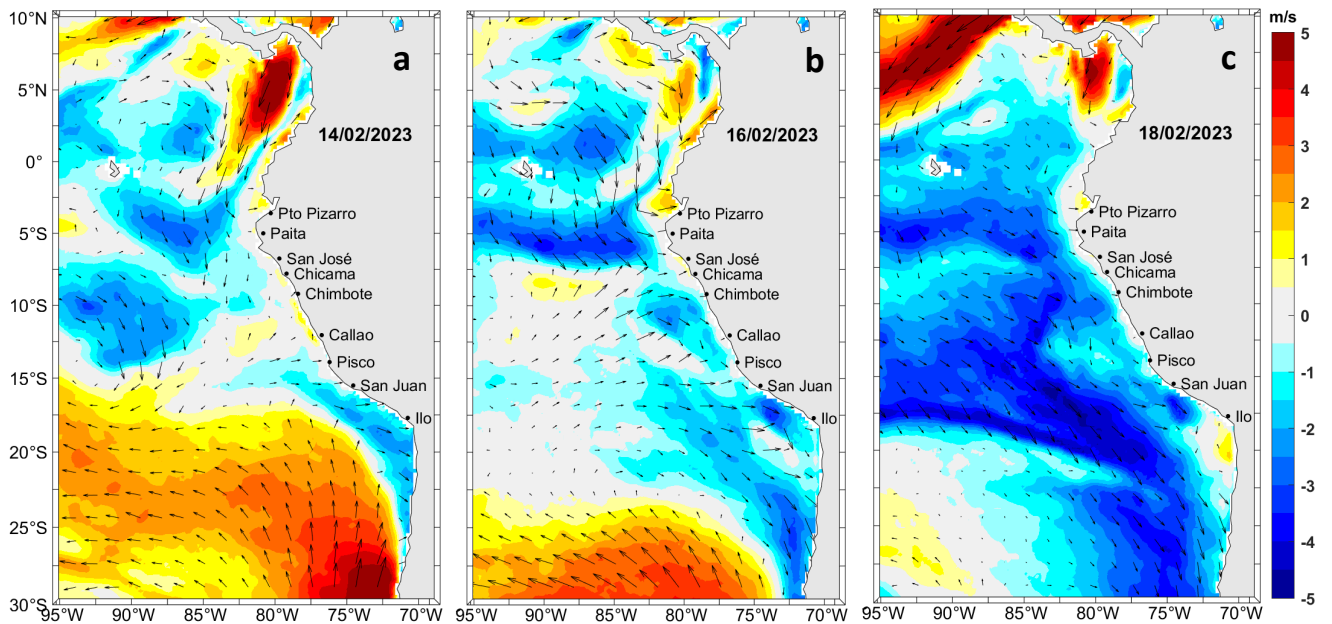 m/s
a
b
c
14/02/2023
16/02/2023
18/02/2023
10°N
5°N
0°
5°S
10°S
15°S
20°S
25°S
30°S
Pto Pizarro
Paita
San José
Chicama
Chimbote
Callao
Pisco
San Juan
Ilo
Pto Pizarro
Paita
San José
Chicama
Chimbote
Callao
Pisco
San Juan
Ilo
Pto Pizarro
Paita
San José
Chicama
Chimbote
Callao
Pisco
San Juan
Ilo
95°W 90°W 85°W 80°W 75°W 70°W
95°W 90°W 85°W 80°W 75°W 70°W
95°W 90°W 85°W 80°W 75°W 70°W
5
4
3
2
1
0
-1
-2
-3
-4
-5